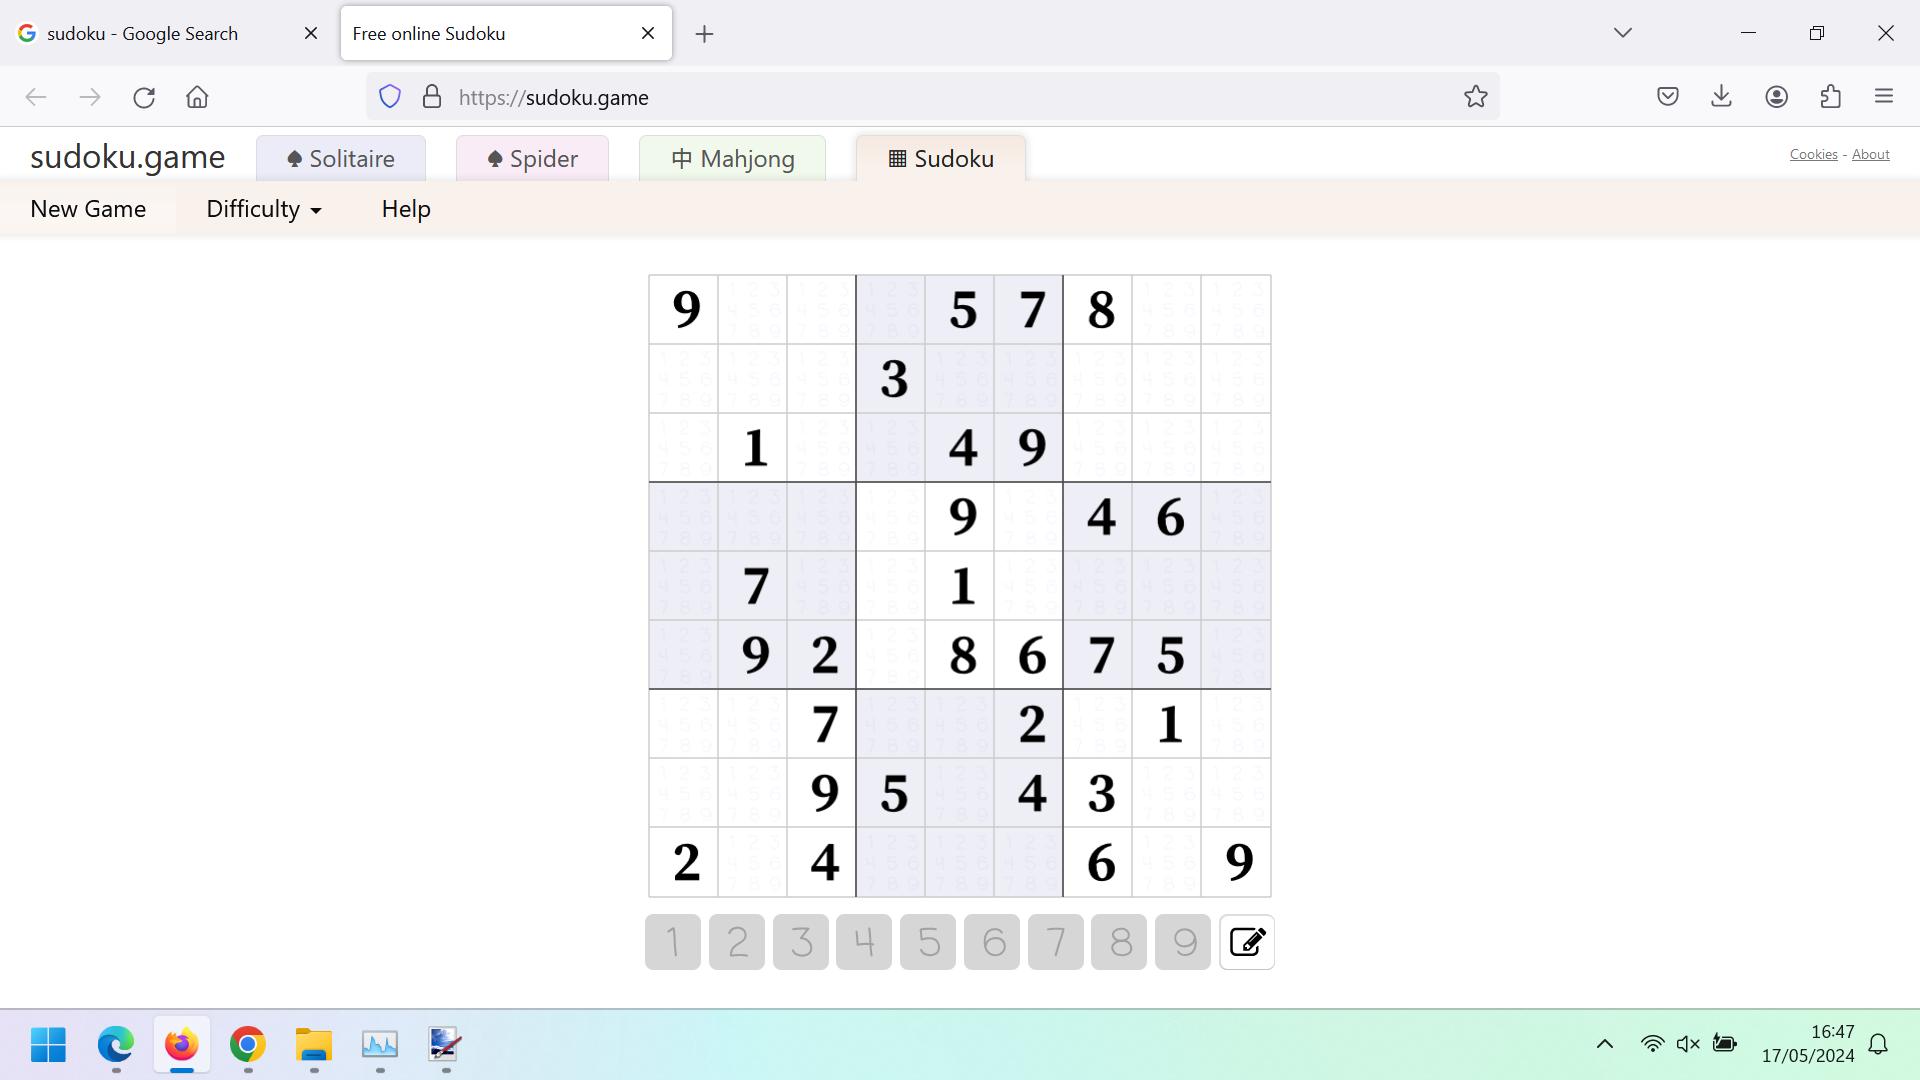 sudoku - Google Search
Free online Sudoku
https://sudoku.game
sudoku.game
Solitaire
Spider
中 Mahjong
Sudoku
Cookies - About
New Game
Difficulty
Help
9 5 7 8
3
1 4 9
9 4 6
7 1
9 2 8 6 7 5
7 2 1
9 5 4 3
2 4 6 9
1 2 3 4 5 6 7 8 9
16:47
17/05/2024